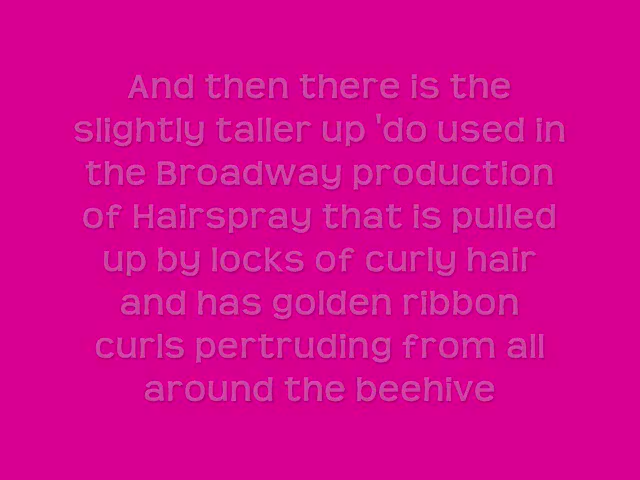 And then there is the
slightly taller up 'do used in
the Broadway production
of Hairspray that is pulled
up by locks of curly hair
and has golden ribbon
curls pertruding from all
around the beehive